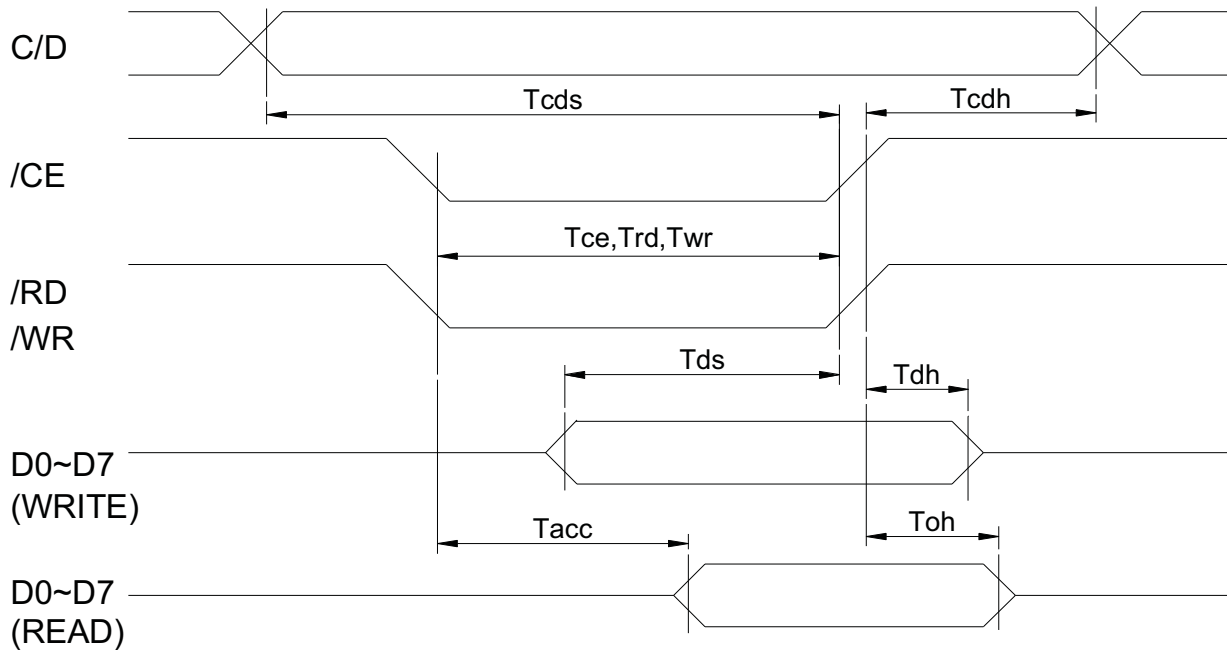 C/D
Tcds
Tcdh
/CE
Tce,Trd,Twr
/RD
/WR
Tds
Tdh
D0~D7
(WRITE)
Tacc
Toh
D0~D7
(READ)